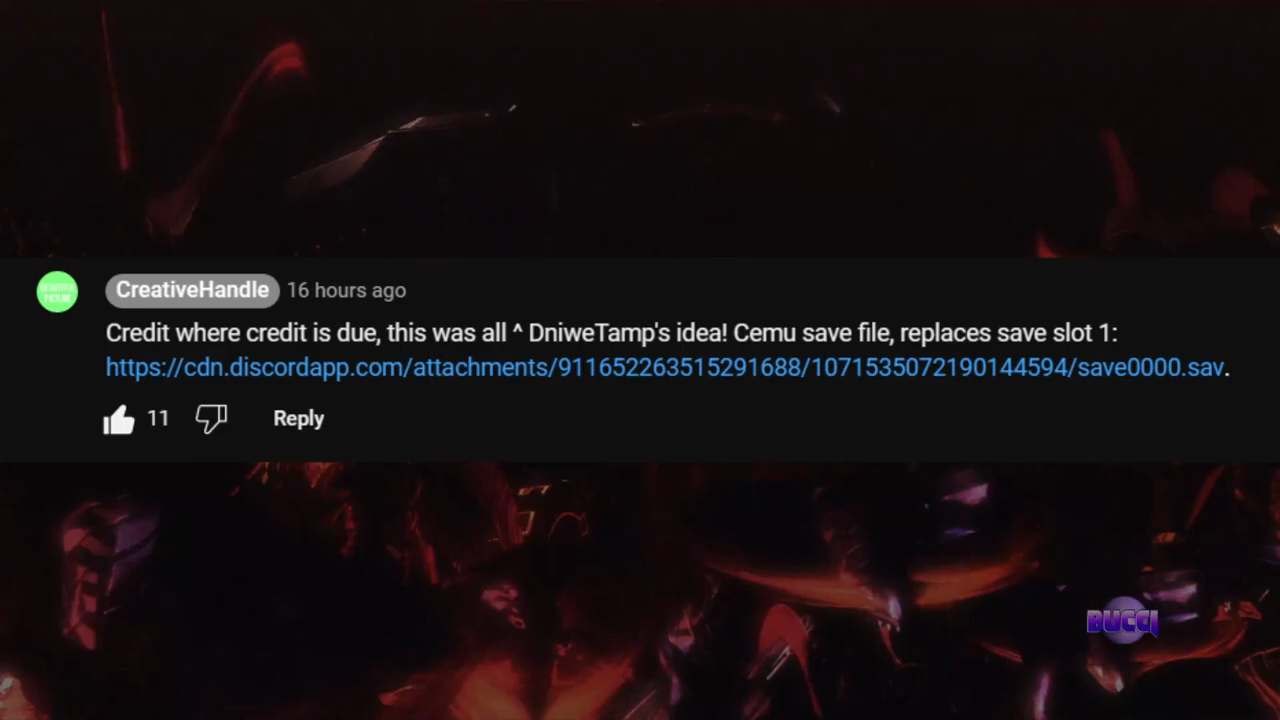 CreativeHandle 16 hours ago
Credit where credit is due, this was all ^ DniweTamp's idea! Cemu save file, replaces save slot 1:
https://cdn.discordapp.com/attachments/911652263515291688/1071535072190144594/save0000.sav.
11 Reply
BUCCI